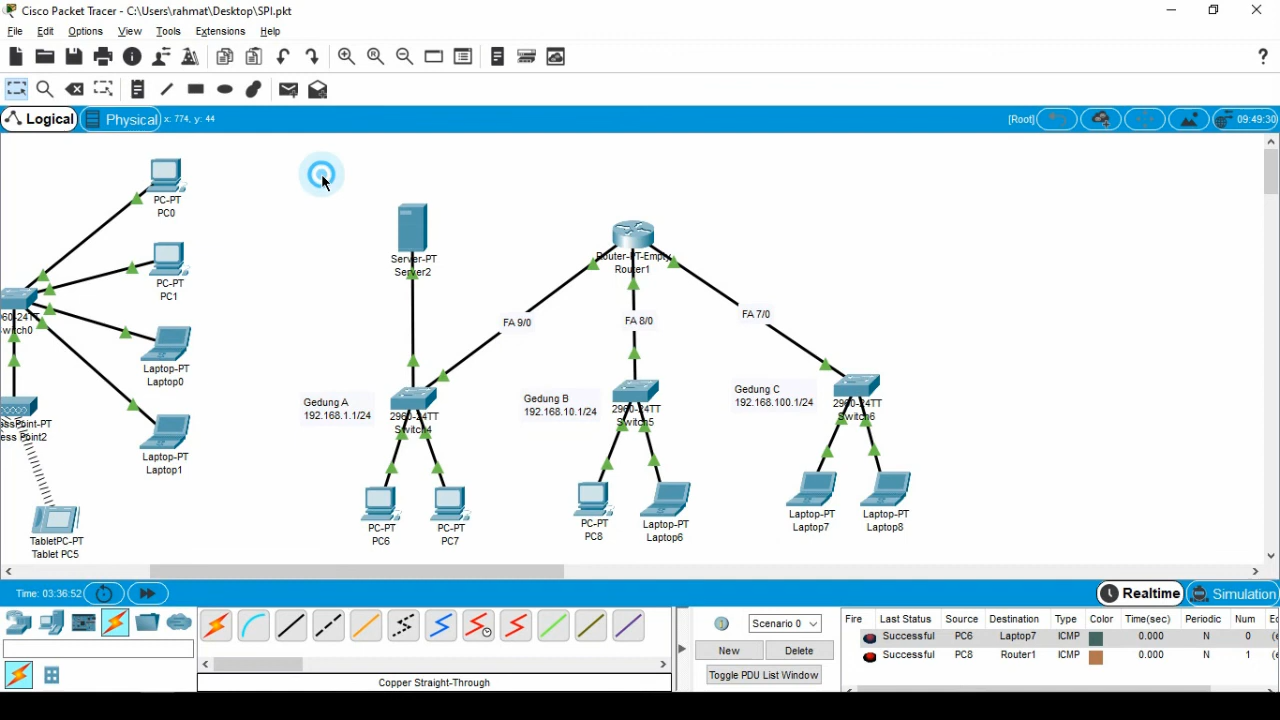 Cisco Packet Tracer - C:\Users\rahmat\Desktop\SPI.pkt
File Edit Options View Tools Extensions Help
Logical Physical x: 774, y: 44 [Root] 09:49:30
PC-PT
PC0
PC-PT
PC1
Laptop-PT
Laptop0
Laptop-PT
Laptop1
TabletPC-PT
Tablet PC5
Server-PT
Server2
Router-PT-Empty
Router1
FA 9/0
FA 8/0
FA 7/0
Gedung A
192.168.1.1/24
2960-24TT
Switch4
Gedung B
192.168.10.1/24
2960-24TT
Switch5
Gedung C
192.168.100.1/24
2960-24TT
Switch6
PC-PT
PC6
PC-PT
PC7
PC-PT
PC8
Laptop-PT
Laptop6
Laptop-PT
Laptop7
Laptop-PT
Laptop8
Time: 03:36:52
Realtime Simulation
Scenario 0
New Delete
Toggle PDU List Window
Copper Straight-Through
Fire Last Status Source Destination Type Color Time(sec) Periodic Num
Successful PC6 Laptop7 ICMP 0.000 N 0
Successful PC8 Router1 ICMP 0.000 N 1